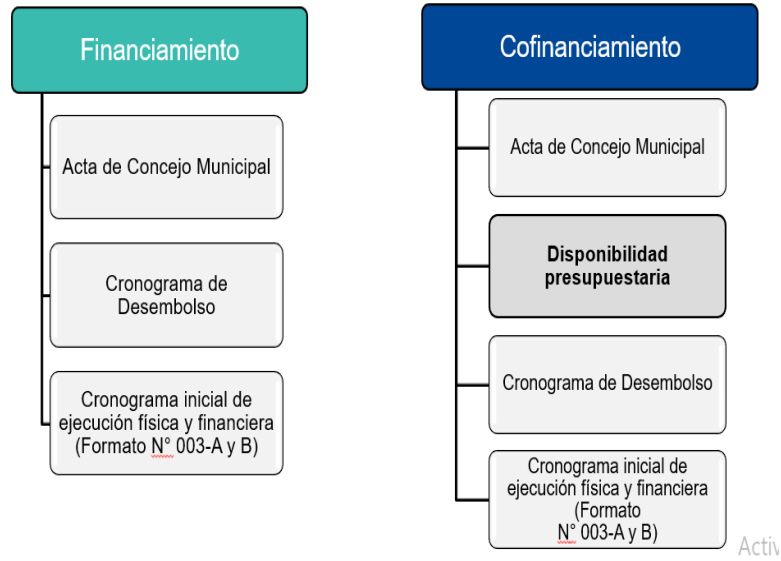 Financiamiento
Acta de Concejo Municipal
Cronograma de
Desembolso
Cronograma inicial de
ejecución física y financiera
(Formato N° 003-A y B)
Cofinanciamiento
Acta de Concejo Municipal
Disponibilidad
presupuestaria
Cronograma de Desembolso
Cronograma inicial de
ejecución física y financiera
(Formato
N° 003-A y B)
Activ